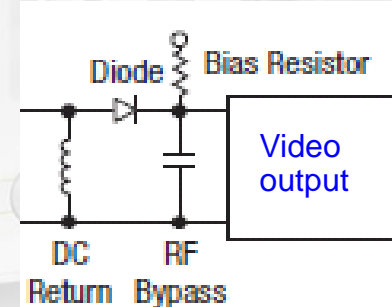 Diode
Bias Resistor
Video
output
DC
Return
RF
Bypass